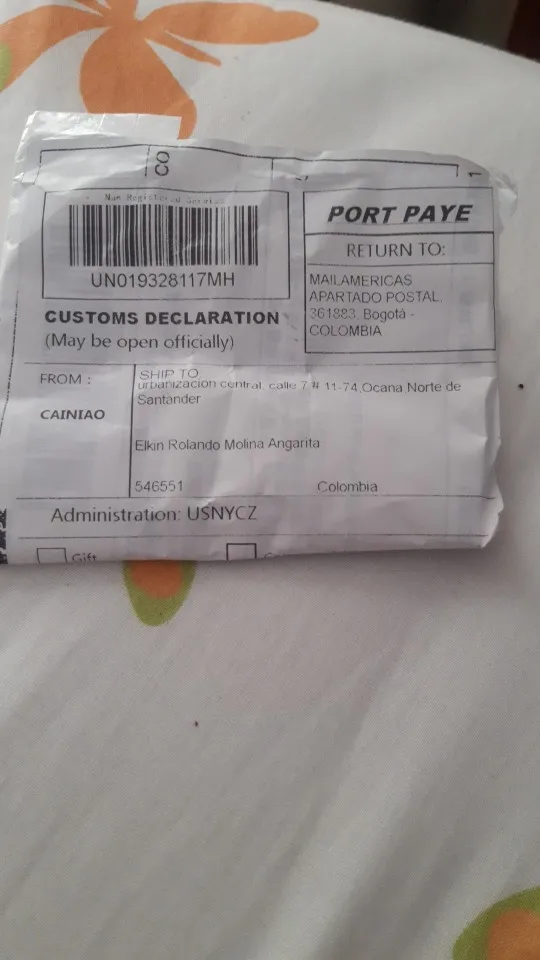 CO
1
Non Registered Service
UN019328117MH
PORT PAYE
RETURN TO:
MAILAMERICAS
APARTADO POSTAL.
361883. Bogotá -
COLOMBIA
CUSTOMS DECLARATION
(May be open officially)
FROM :
CAINIAO
SHIP TO
urbanizacion central. calle 7 # 11-74,Ocana,Norte de
Santander
Elkin Rolando Molina Angarita
546551 Colombia
Administration: USNYCZ
Gift